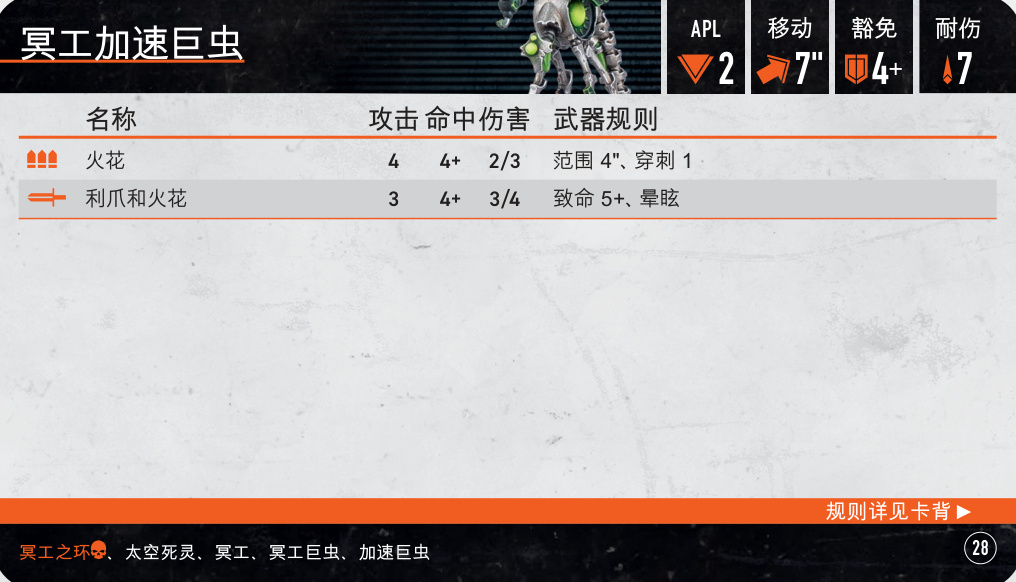 冥工加速巨虫
APL 移动 豁免 耐伤
2 7" 4+ 7
名称 攻击 命中 伤害 武器规则
火花 4 4+ 2/3 范围 4"、穿刺 1
利爪和火花 3 4+ 3/4 致命 5+、晕眩
规则详见卡背▶
冥工之环💀、太空死灵、冥工、冥工巨虫、加速巨虫
28